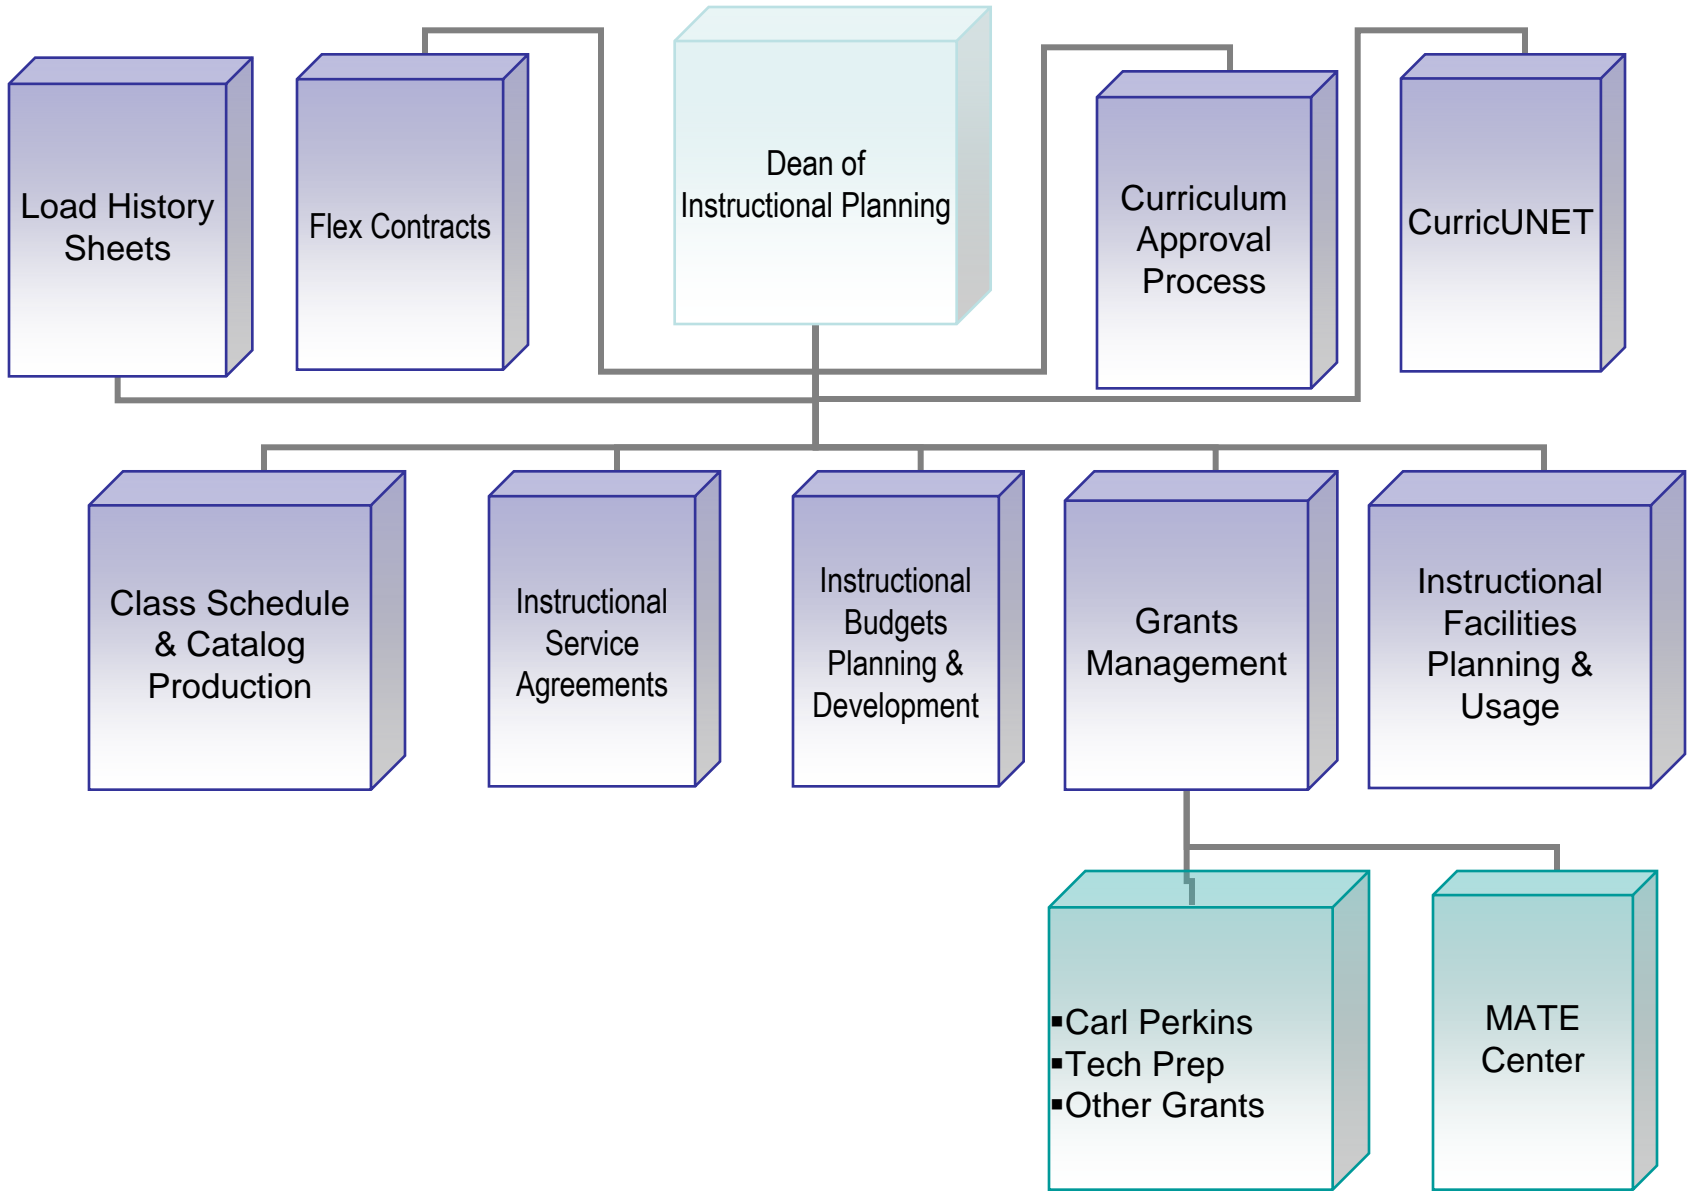 Load History
Sheets
Flex Contracts
Dean of
Instructional Planning
Curriculum
Approval
Process
CurricUNET
Class Schedule
& Catalog
Production
Instructional
Service
Agreements
Instructional
Budgets
Planning &
Development
Grants
Management
Instructional
Facilities
Planning &
Usage
▪Carl Perkins
▪Tech Prep
▪Other Grants
MATE
Center